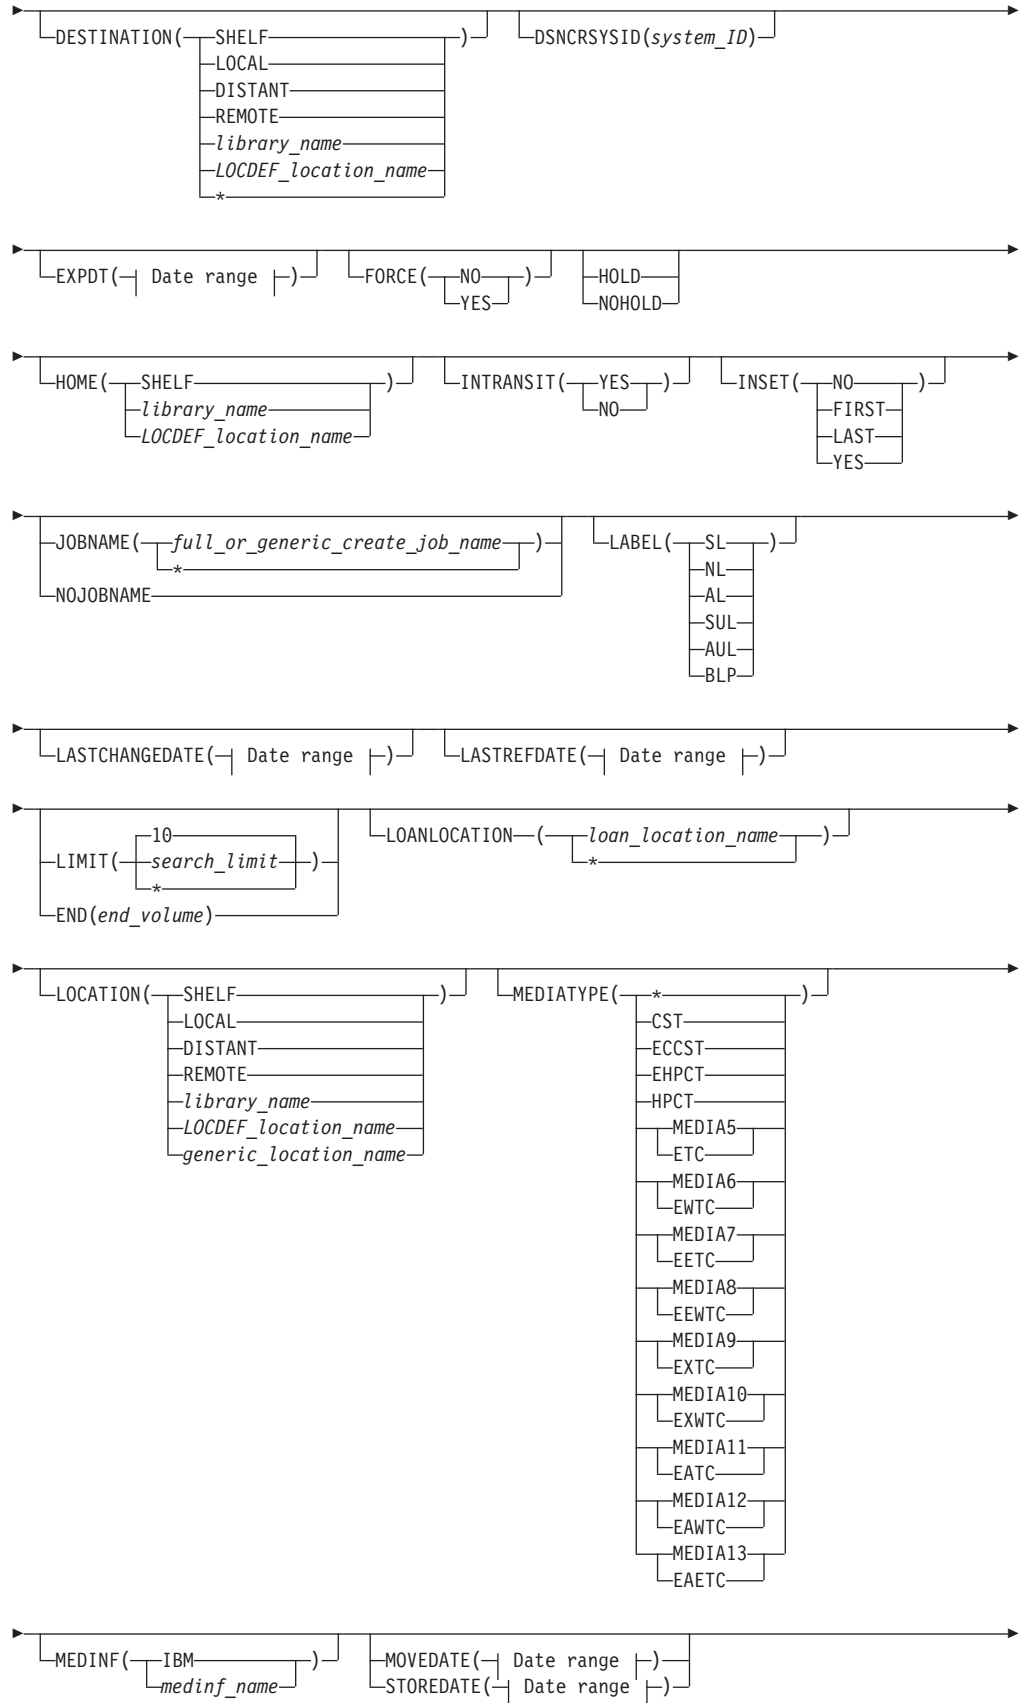 DESTINATION( SHELF ) DSNCRSYSID(system_ID)
LOCAL
DISTANT
REMOTE
library_name
LOCDEF_location_name
*
EXPDT( Date range ) FORCE( NO ) HOLD
YES NOHOLD
HOME( SHELF ) INTRANSIT( YES ) INSET( NO )
library_name NO FIRST
LOCDEF_location_name LAST
YES
JOBNAME( full_or_generic_create_job_name ) LABEL( SL )
* NL
NOJOBNAME AL
SUL
AUL
BLP
LASTCHANGEDATE( Date range ) LASTREFDATE( Date range )
10
LIMIT( search_limit ) LOANLOCATION ( loan_location_name )
* *
END(end_volume)
LOCATION( SHELF ) MEDIATYPE( * )
LOCAL CST
DISTANT ECCST
REMOTE EHPCT
library_name HPCT
LOCDEF_location_name MEDIA5
generic_location_name ETC
MEDIA6
EWTC
MEDIA7
EETC
MEDIA8
EEWTC
MEDIA9
EXTC
MEDIA10
EXWTC
MEDIA11
EATC
MEDIA12
EAWTC
MEDIA13
EAETC
MEDINF( IBM ) MOVEDATE( Date range )
medinf_name STOREDATE( Date range )